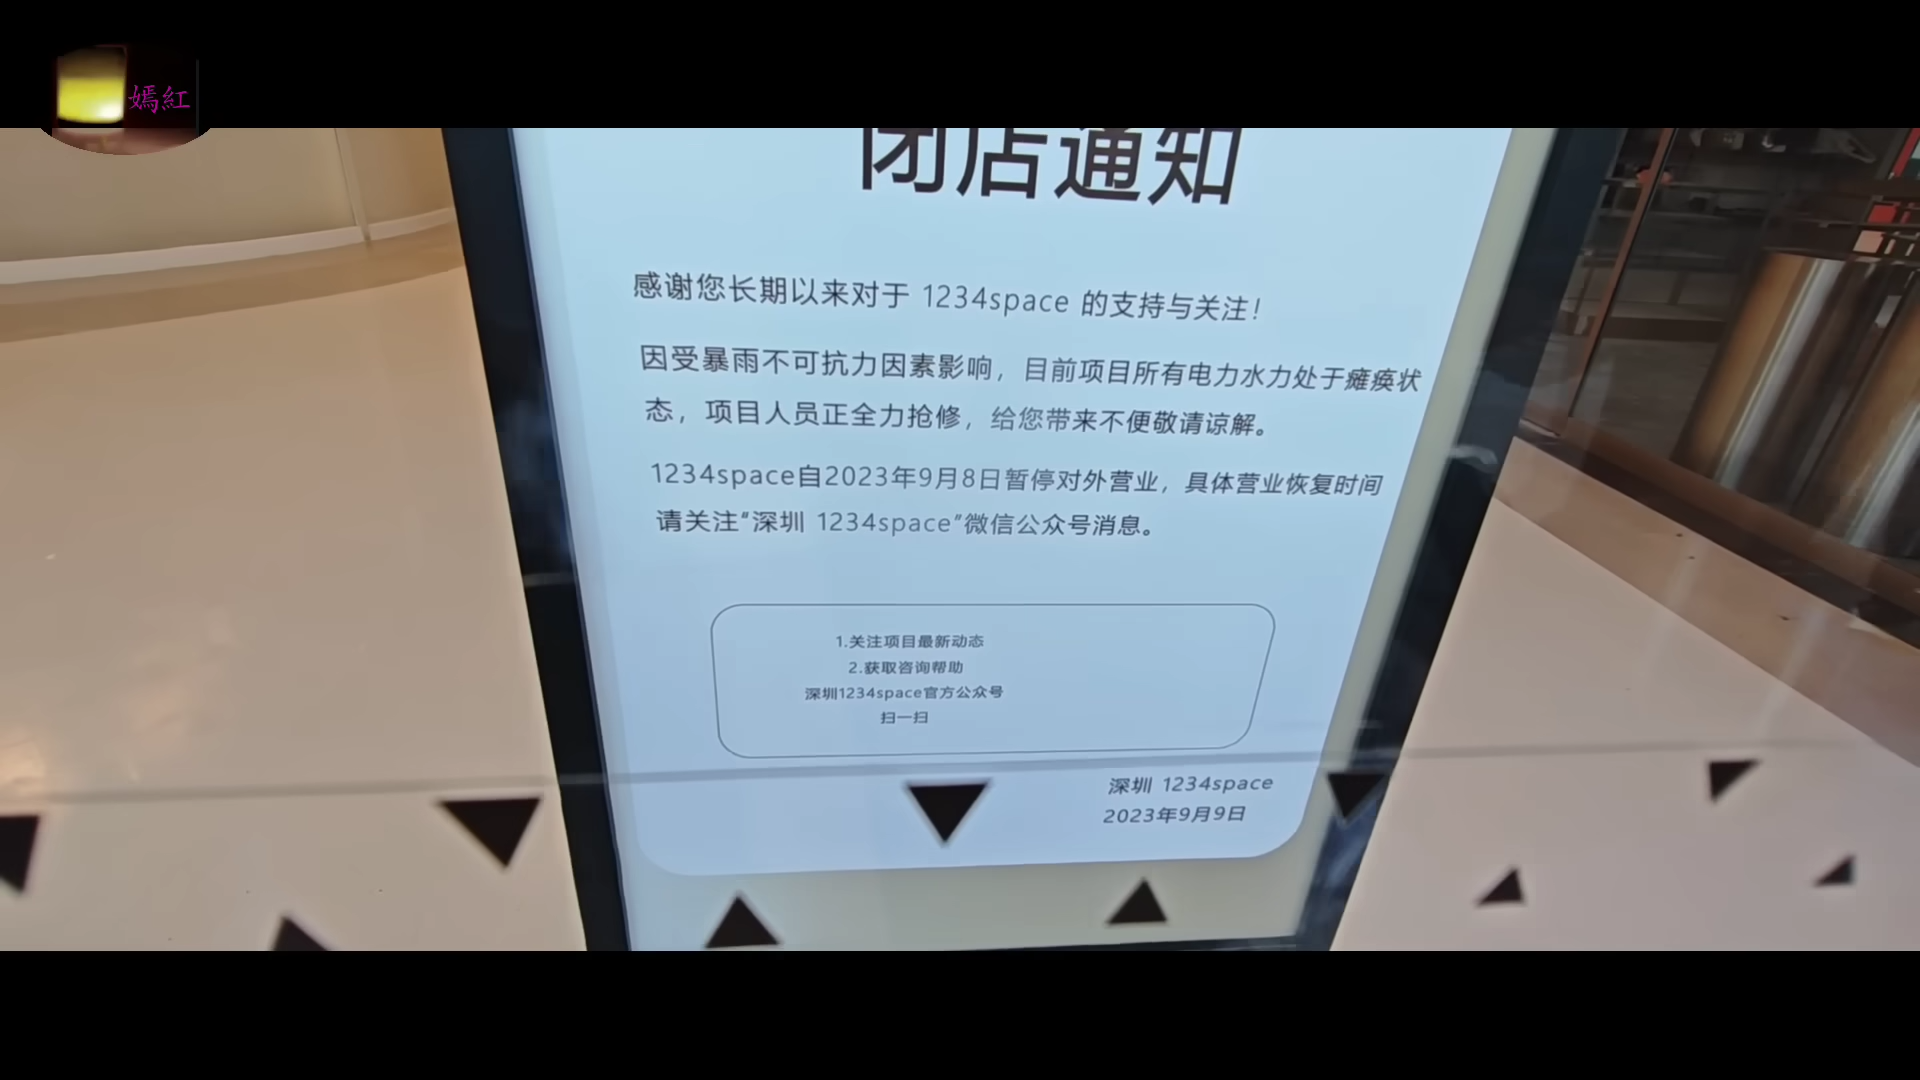 嫣紅
闭店通知
感谢您长期以来对于 1234space 的支持与关注！
因受暴雨不可抗力因素影响，目前项目所有电力水力处于瘫痪状
态，项目人员正全力抢修，给您带来不便敬请谅解。
1234space自2023年9月8日暂停对外营业，具体营业恢复时间
请关注“深圳 1234space”微信公众号消息。
1.关注项目最新动态
2.获取咨询帮助
深圳1234space官方公众号
扫一扫
深圳 1234space
2023年9月9日